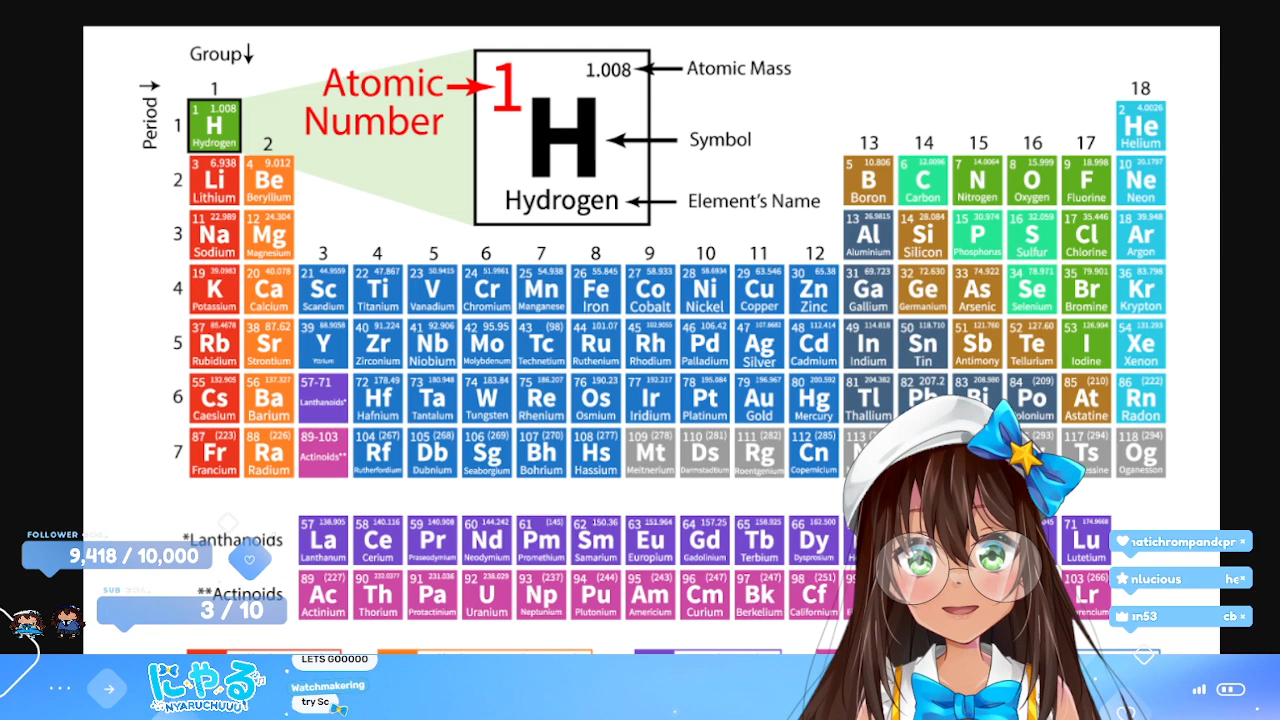 Group↓
Period ↓
1
18
Atomic Number
1
1.008
H
Hydrogen
Atomic Mass
Symbol
Element's Name
1
1 1.008 H Hydrogen
2 4.0026 He Helium
2
13 14 15 16 17
2
3 6.938 Li Lithium
4 9.012 Be Beryllium
5 10.806 B Boron
6 12.0096 C Carbon
7 14.0064 N Nitrogen
8 15.999 O Oxygen
9 18.998 F Fluorine
10 20.1797 Ne Neon
3
11 22.989 Na Sodium
12 24.304 Mg Magnesium
13 26.9815 Al Aluminium
14 28.084 Si Silicon
15 30.974 P Phosphorus
16 32.059 S Sulfur
17 35.446 Cl Chlorine
18 39.948 Ar Argon
3 4 5 6 7 8 9 10 11 12
4
19 39.0983 K Potassium
20 40.078 Ca Calcium
21 44.9559 Sc Scandium
22 47.867 Ti Titanium
23 50.9415 V Vanadium
24 51.9961 Cr Chromium
25 54.938 Mn Manganese
26 55.845 Fe Iron
27 58.933 Co Cobalt
28 58.6934 Ni Nickel
29 63.546 Cu Copper
30 65.38 Zn Zinc
31 69.723 Ga Gallium
32 72.630 Ge Germanium
33 74.922 As Arsenic
34 78.971 Se Selenium
35 79.901 Br Bromine
36 83.798 Kr Krypton
5
37 85.4678 Rb Rubidium
38 87.62 Sr Strontium
39 88.9058 Y Yttrium
40 91.224 Zr Zirconium
41 92.906 Nb Niobium
42 95.95 Mo Molybdenum
43 (98) Tc Technetium
44 101.07 Ru Ruthenium
45 102.9055 Rh Rhodium
46 106.42 Pd Palladium
47 107.8682 Ag Silver
48 112.414 Cd Cadmium
49 114.818 In Indium
50 118.710 Sn Tin
51 121.760 Sb Antimony
52 127.60 Te Tellurium
53 126.904 I Iodine
54 131.293 Xe Xenon
6
55 132.905 Cs Caesium
56 137.327 Ba Barium
57-71 Lanthanoids*
72 178.49 Hf Hafnium
73 180.948 Ta Tantalum
74 183.84 W Tungsten
75 186.207 Re Rhenium
76 190.23 Os Osmium
77 192.217 Ir Iridium
78 195.084 Pt Platinum
79 196.967 Au Gold
80 200.592 Hg Mercury
81 204.382 Tl Thallium
82 207.2 Pb
83 208.980 Bi
84 (209) Po olonium
85 (210) At Astatine
86 (222) Rn Radon
7
87 (223) Fr Francium
88 (226) Ra Radium
89-103 Actinoids**
104 (267) Rf Rutherfordium
105 (268) Db Dubnium
106 (269) Sg Seaborgium
107 (270) Bh Bohrium
108 (277) Hs Hassium
109 (278) Mt Meitnerium
110 (281) Ds Darmstadtium
111 (282) Rg Roentgenium
112 (285) Cn Copernicium
113
(293)
117 (294) Ts essine
118 (294) Og Oganesson
*Lanthanoids
57 138.905 La Lanthanum
58 140.116 Ce Cerium
59 140.908 Pr Praseodymium
60 144.242 Nd Neodymium
61 (145) Pm Promethium
62 150.36 Sm Samarium
63 151.964 Eu Europium
64 157.25 Gd Gadolinium
65 158.925 Tb Terbium
66 162.500 Dy Dysprosium
71 174.9668 Lu Lutetium
**Actinoids
89 (227) Ac Actinium
90 232.0377 Th Thorium
91 231.036 Pa Protactinium
92 238.029 U Uranium
93 (237) Np Neptunium
94 (244) Pu Plutonium
95 (243) Am Americium
96 (247) Cm Curium
97 (247) Bk Berkelium
98 (251) Cf Californium
103 (266) Lr rencium
FOLLOWER GOAL
9,418 / 10,000
SUB GOAL
3 / 10
natichrompandcpr
nlucious he
in53 cb
にゃる
NYARUCHUUU
LETS GOOOOO
Watchmakering
try Sc